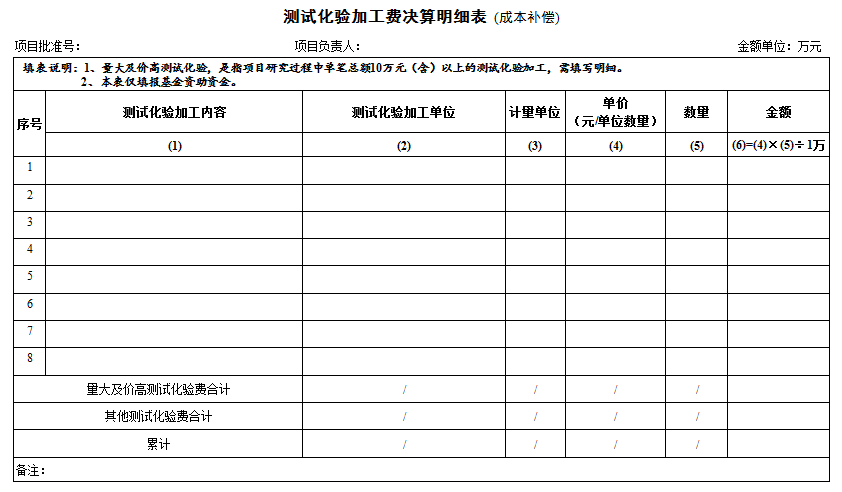 测试化验加工费决算明细表 (成本补偿)
项目批准号： 项目负责人： 金额单位：万元
填表说明：1、量大及价高测试化验，是指项目研究过程中单笔总额10万元（含）以上的测试化验加工，需填写明细。
2、本表仅填报基金资助资金。
序号 测试化验加工内容 测试化验加工单位 计量单位 单价 数量 金额
（元/单位数量）
(1) (2) (3) (4) (5) (6)=(4)×(5)÷1万
1
2
3
4
5
6
7
8
量大及价高测试化验费合计 / / / /
其他测试化验费合计 / / / /
累计 / / / /
备注：